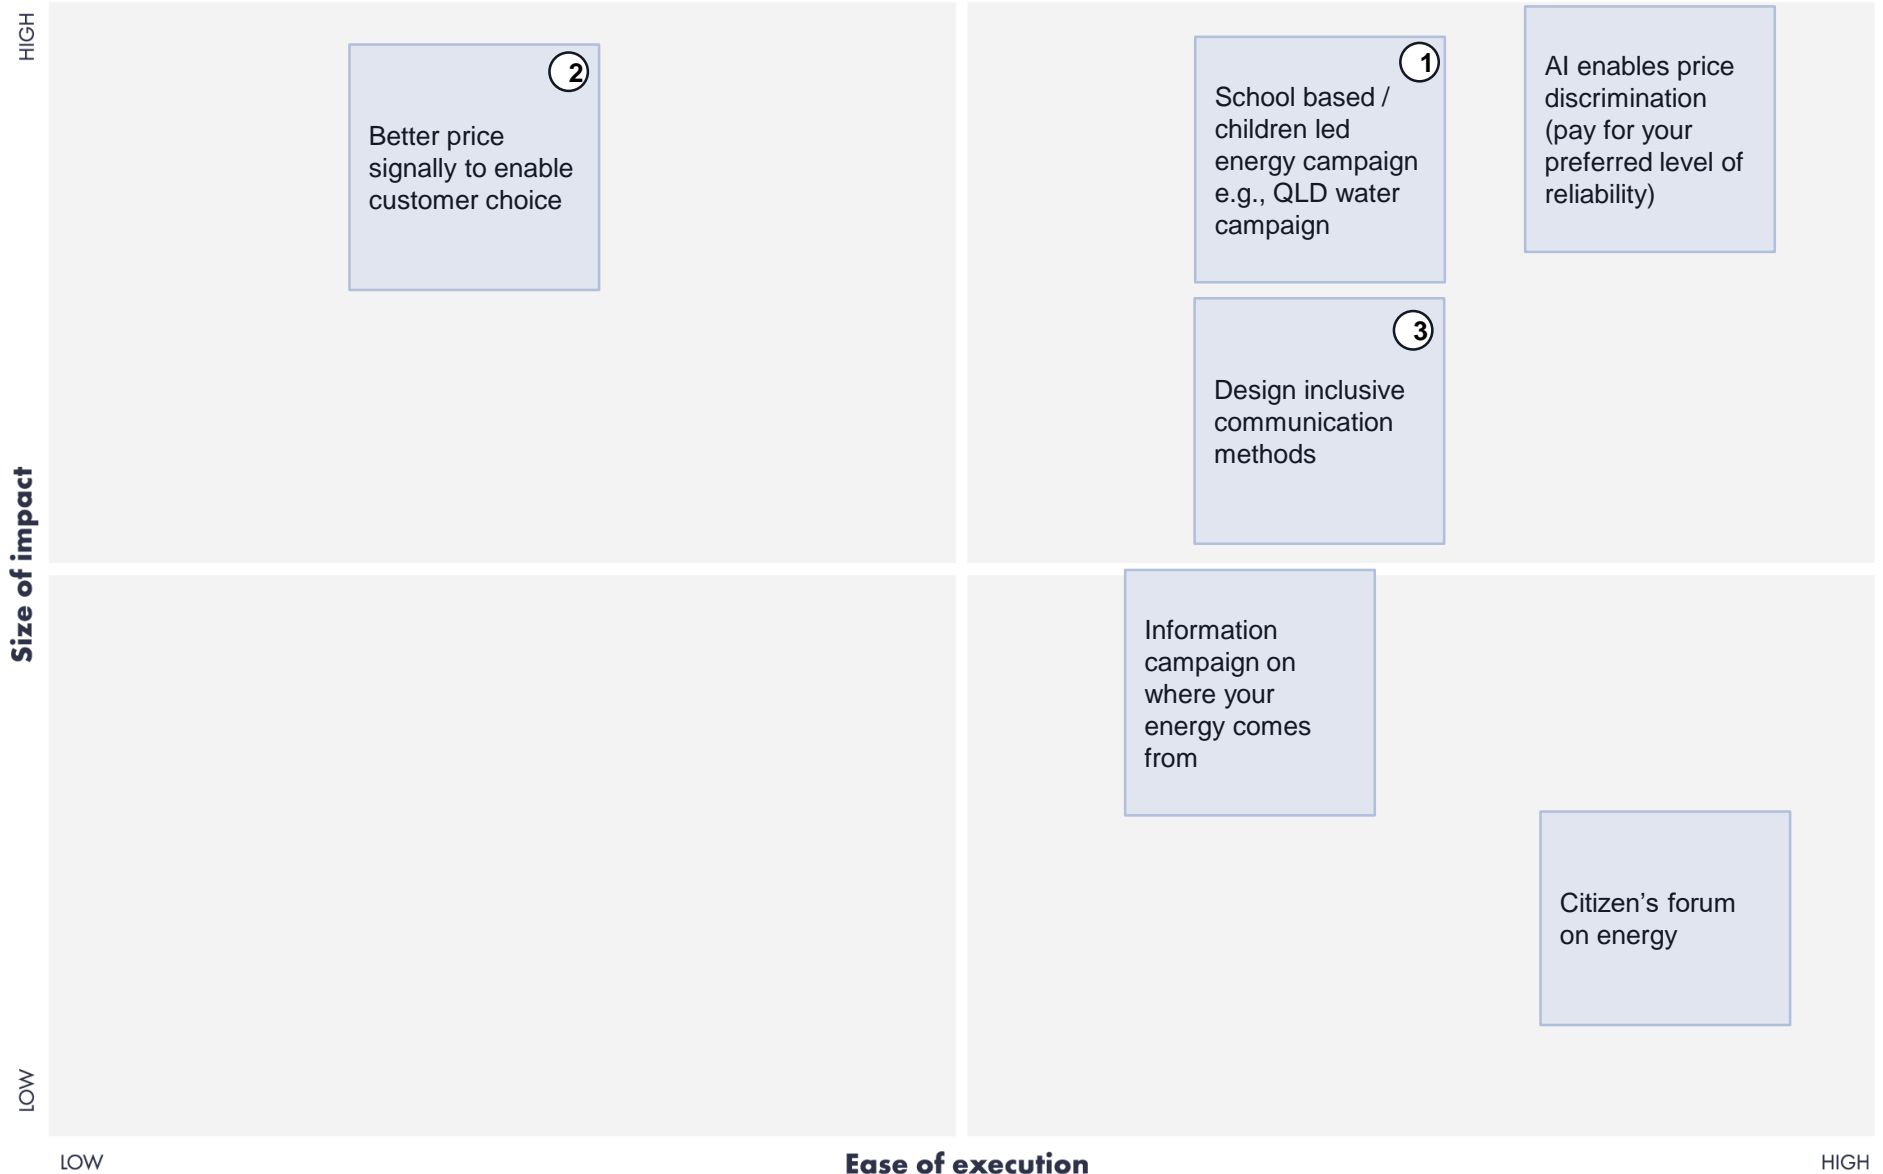 HIGH
2
Better price
signally to enable
customer choice
1
School based /
children led
energy campaign
e.g., QLD water
campaign
AI enables price
discrimination
(pay for your
preferred level of
reliability)
3
Design inclusive
communication
methods
Size of impact
Information
campaign on
where your
energy comes
from
Citizen’s forum
on energy
LOW
LOW
Ease of execution
HIGH